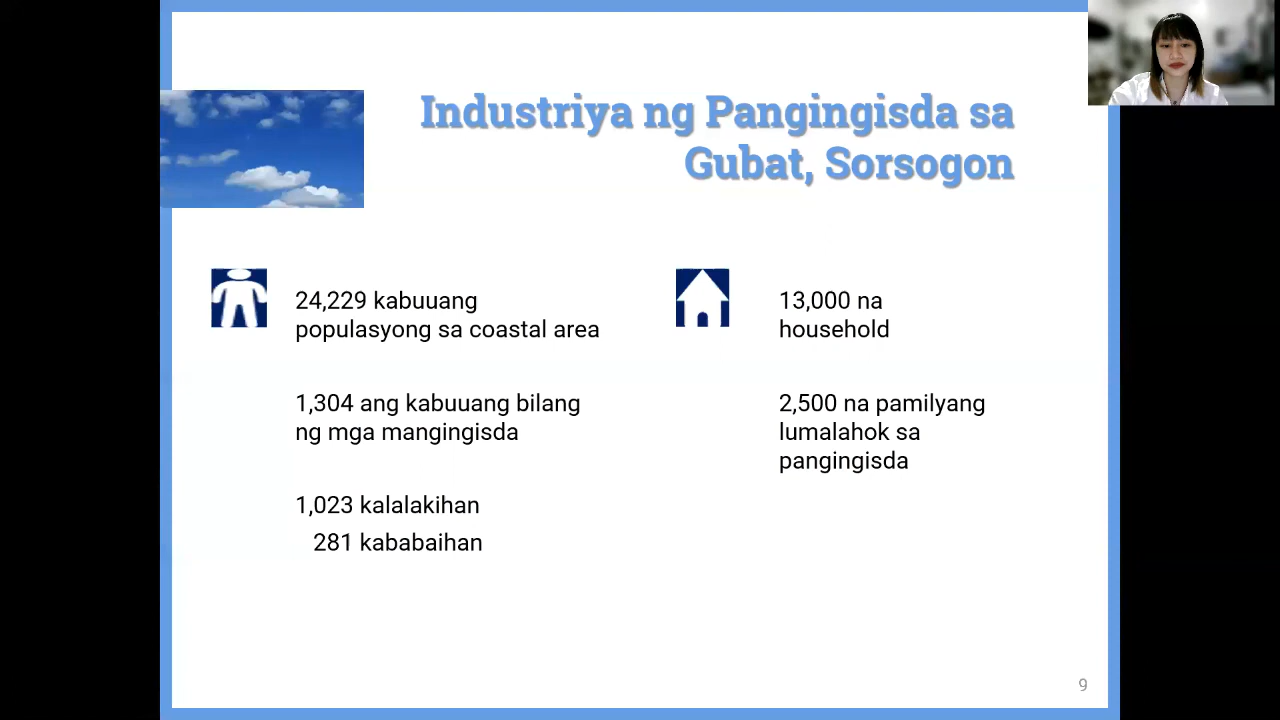 Industriya ng Pangingisda sa
Gubat, Sorsogon
24,229 kabuuang
populasyong sa coastal area
1,304 ang kabuuang bilang
ng mga mangingisda
1,023 kalalakihan
281 kababaihan
13,000 na
household
2,500 na pamilyang
lumalahok sa
pangingisda
9